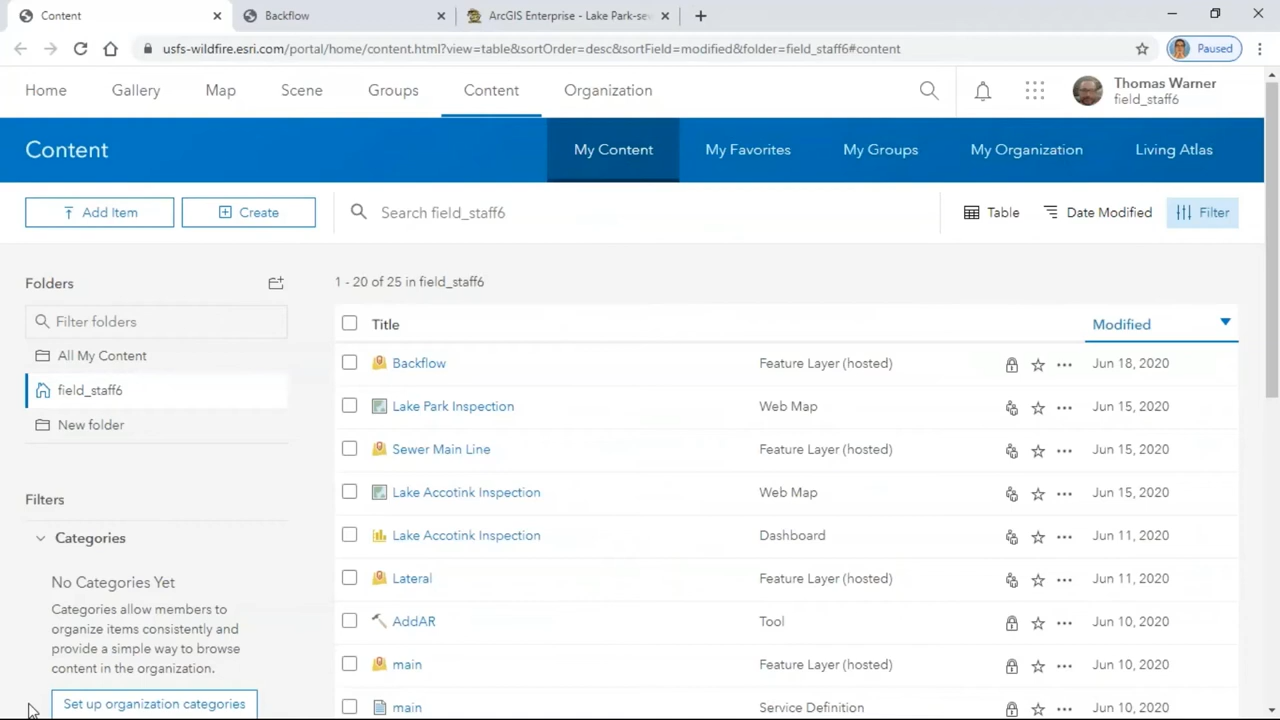 Content
Backflow
ArcGIS Enterprise - Lake Park-se
usfs-wildfire.esri.com/portal/home/content.html?view=table&sortOrder=desc&sortField=modified&folder=field_staff6#content
Paused
Home Gallery Map Scene Groups Content Organization
Thomas Warner
field_staff6
Content
My Content My Favorites My Groups My Organization Living Atlas
Add Item Create Search field_staff6 Table Date Modified Filter
Folders
Filter folders
All My Content
field_staff6
New folder
Filters
Categories
No Categories Yet
Categories allow members to
organize items consistently and
provide a simple way to browse
content in the organization.
Set up organization categories
1 - 20 of 25 in field_staff6
Title Modified
Backflow Feature Layer (hosted) Jun 18, 2020
Lake Park Inspection Web Map Jun 15, 2020
Sewer Main Line Feature Layer (hosted) Jun 15, 2020
Lake Accotink Inspection Web Map Jun 15, 2020
Lake Accotink Inspection Dashboard Jun 11, 2020
Lateral Feature Layer (hosted) Jun 11, 2020
AddAR Tool Jun 10, 2020
main Feature Layer (hosted) Jun 10, 2020
main Service Definition Jun 10, 2020